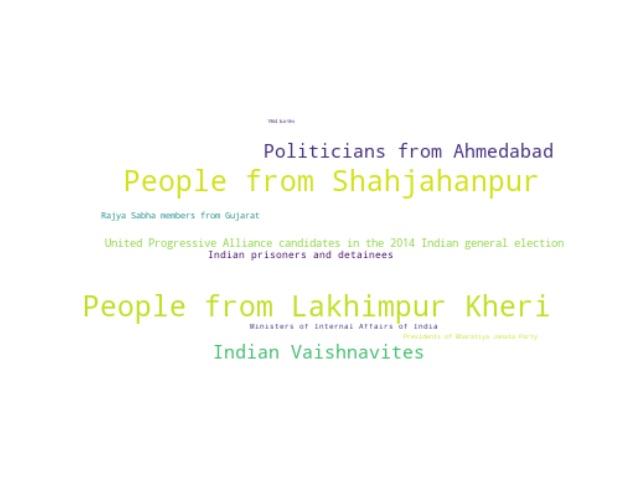 Politicians from Ahmedabad
People from Shahjahanpur
Rajya Sabha members from Gujarat
United Progressive Alliance candidates in the 2014 Indian general election
Indian prisoners and detainees
People from Lakhimpur Kheri
Ministers of Internal Affairs of India
Presidents of Bharatiya Janata Party
Indian Vaishnavites